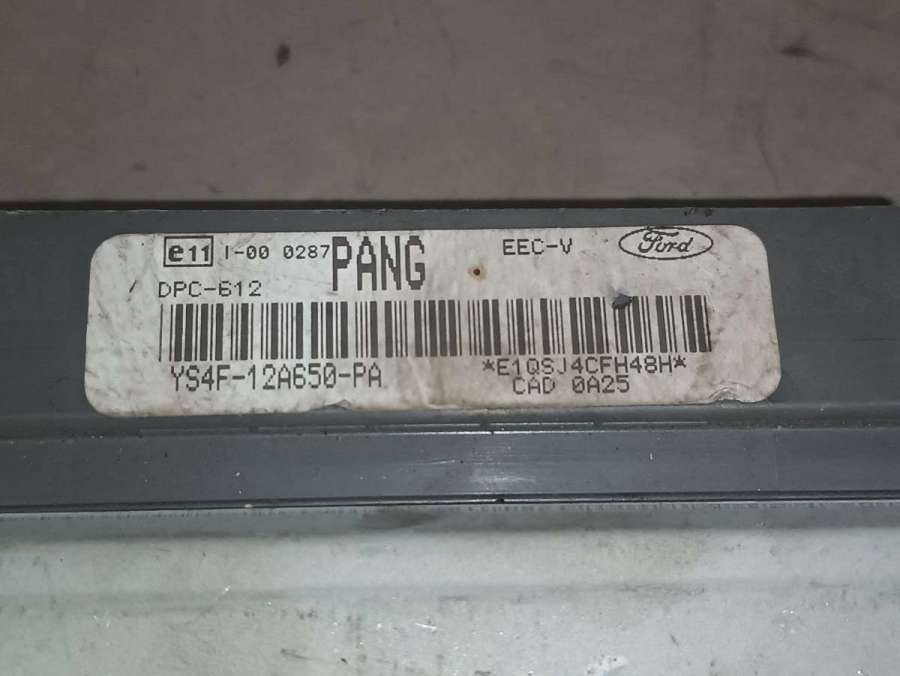 e11 I-00 0287 PANG EEC-V Ford
DPC-612
YS4F-12A650-PA *E1QSJ4CFH48H*
CAD 0A25